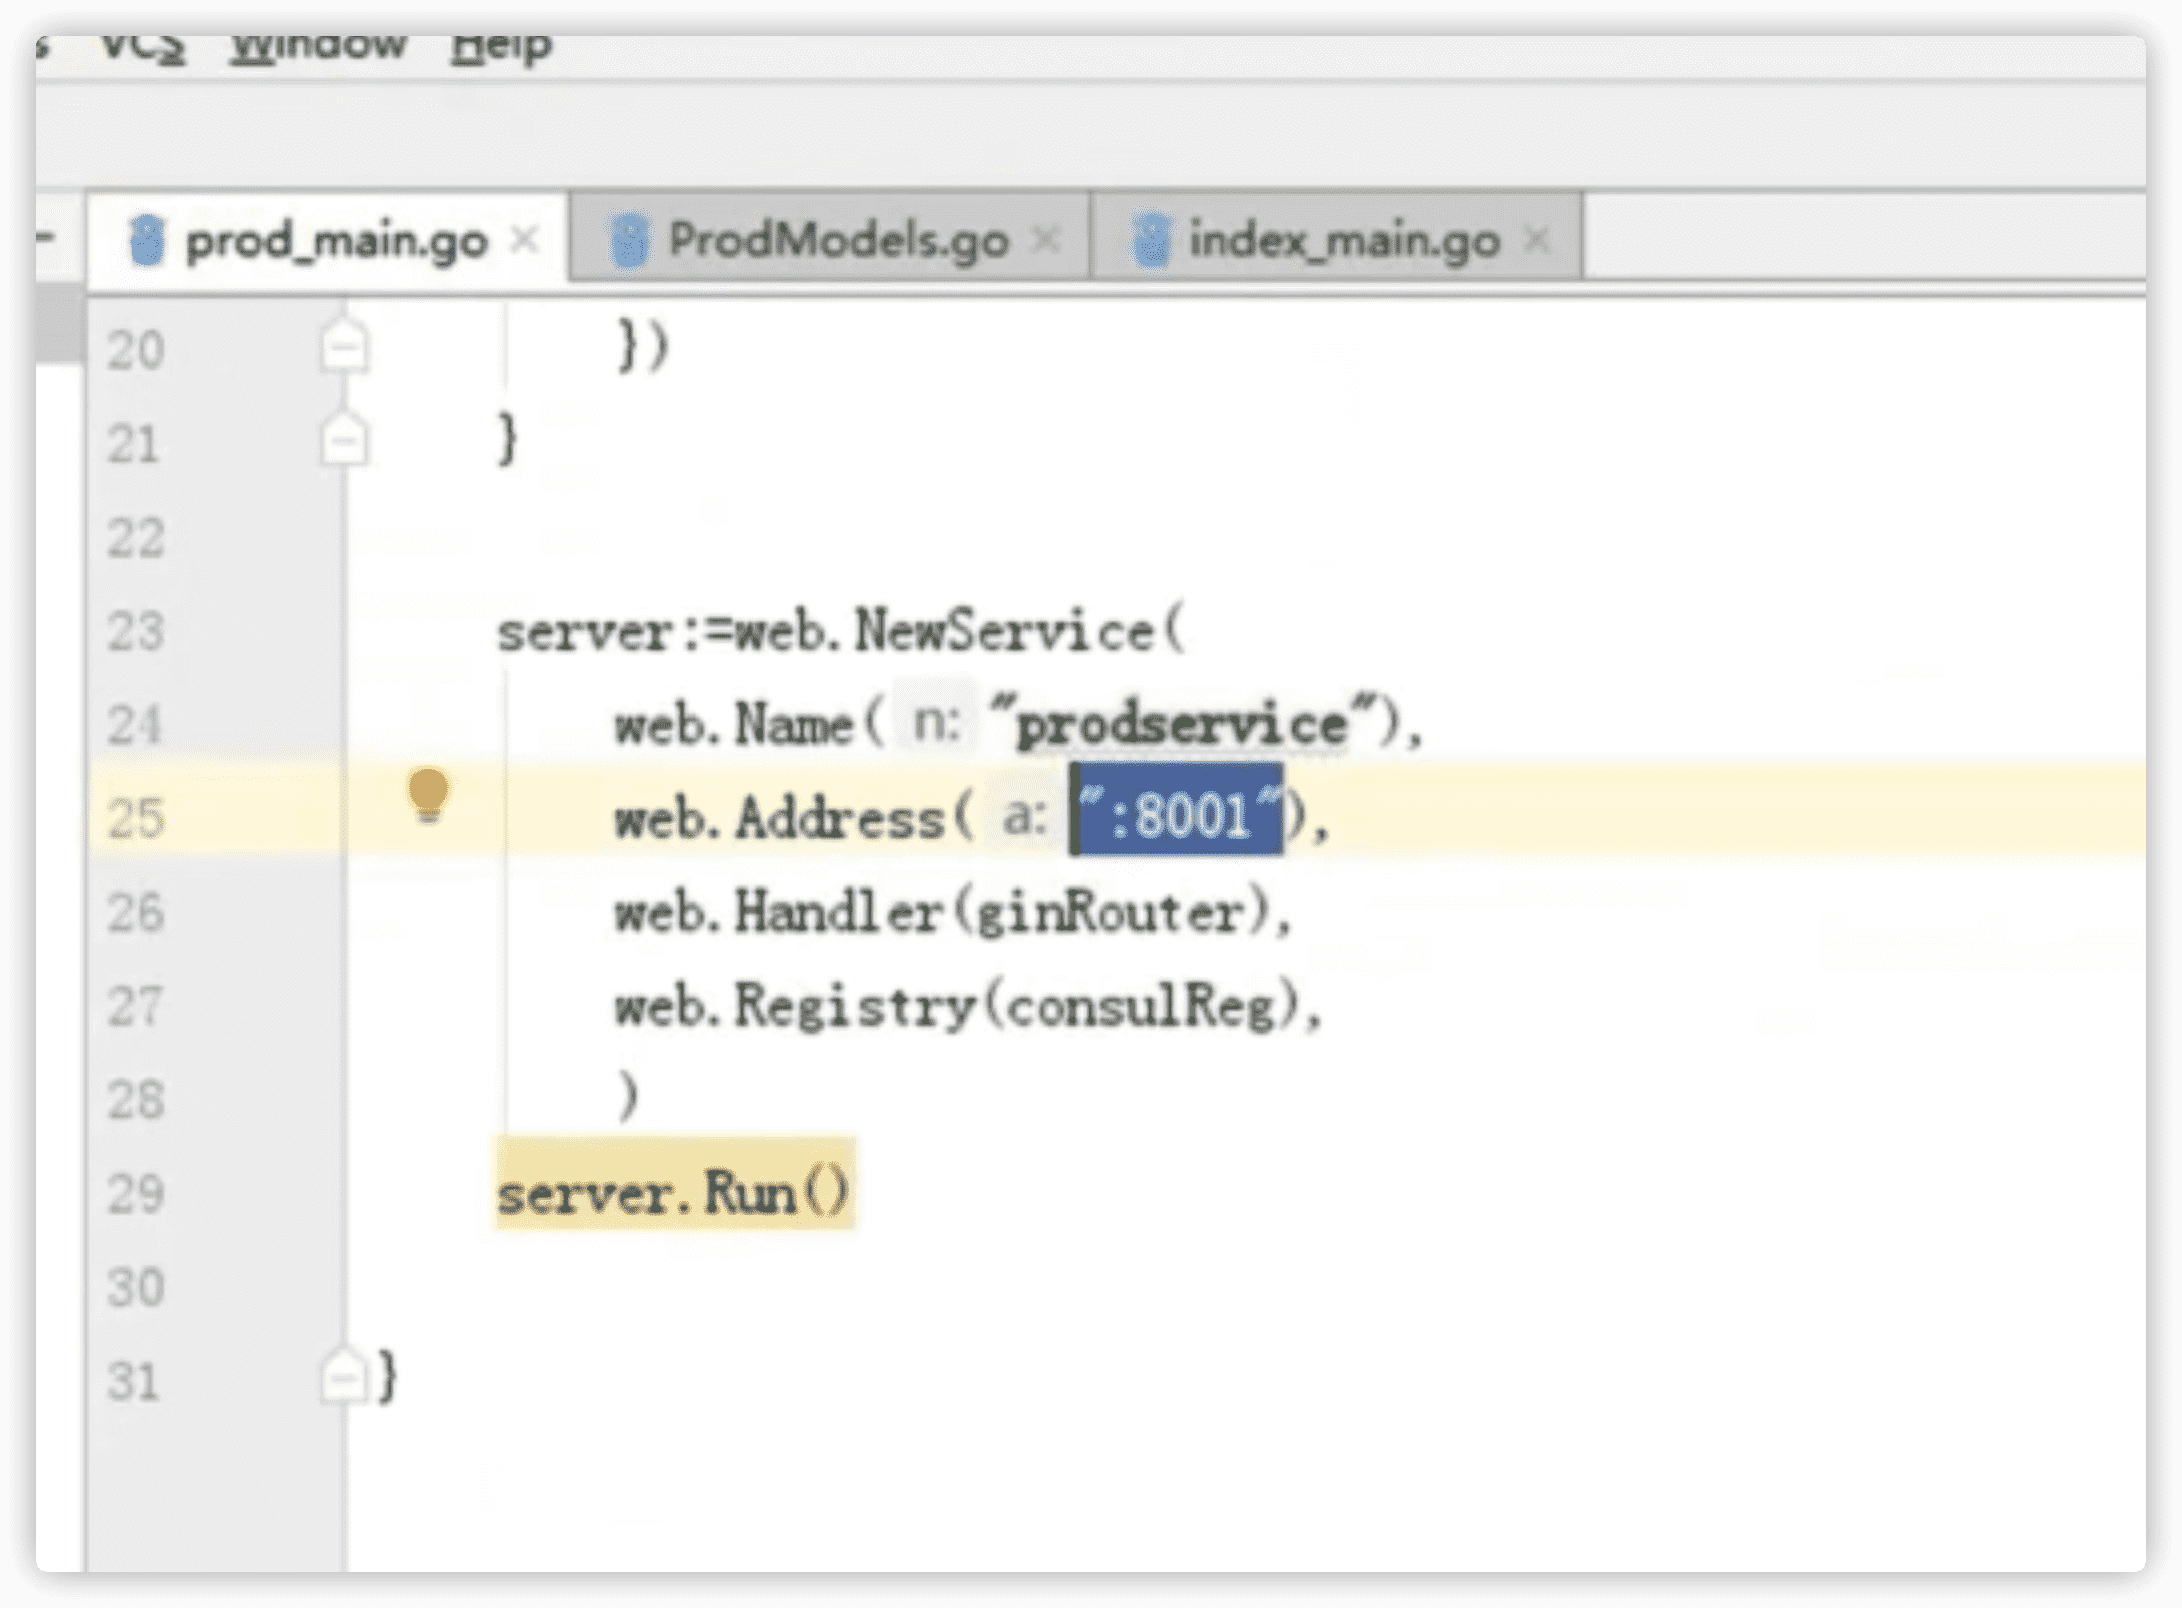 VCS Window Help
prod_main.go ProdModels.go index_main.go
20 })
21 }
22
23 server:=web.NewService(
24 web.Name( n: "prodservice"),
25 web.Address( a: ":8001"),
26 web.Handler(ginRouter),
27 web.Registry(consulReg),
28 )
29 server.Run()
30
31 }